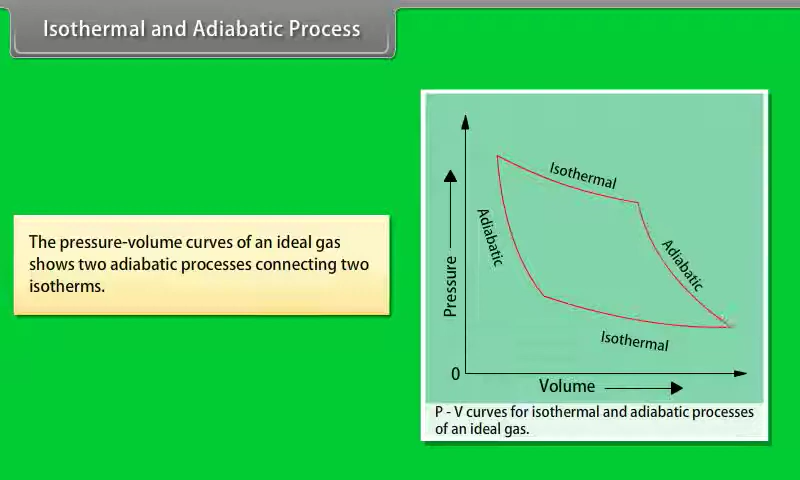 Isothermal and Adiabatic Process
The pressure-volume curves of an ideal gas
shows two adiabatic processes connecting two
isotherms.
Isothermal
Adiabatic
Adiabatic
Isothermal
Pressure
0
Volume
P - V curves for isothermal and adiabatic processes
of an ideal gas.